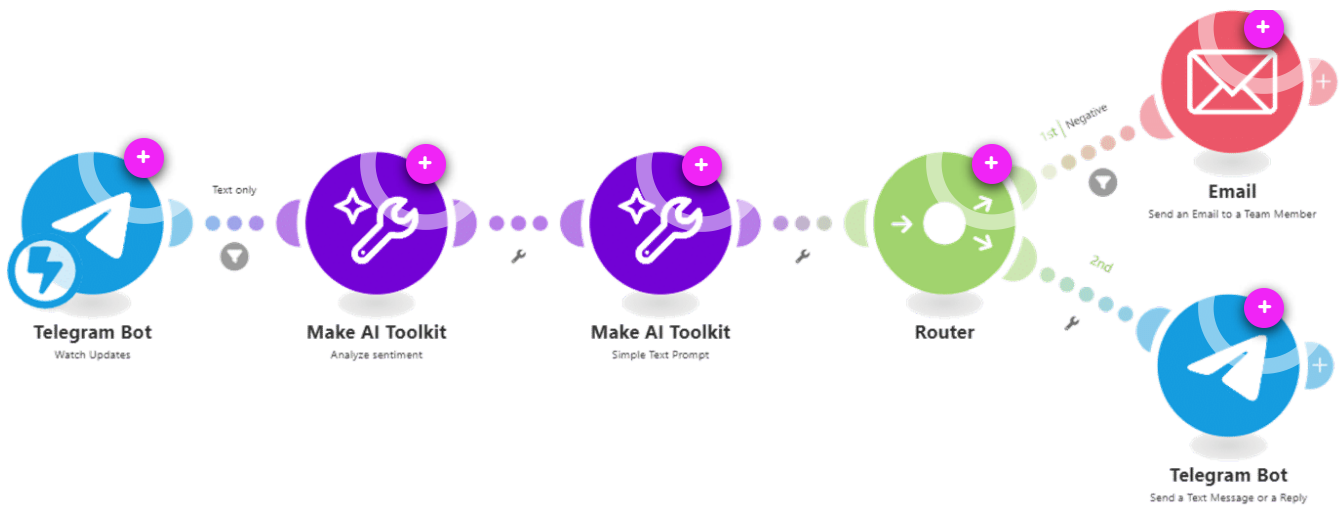 1st | Negative
Email
Send an Email to a Team Member
Text only
Telegram Bot
Watch Updates
Make AI Toolkit
Analyze sentiment
Make AI Toolkit
Simple Text Prompt
Router
2nd
Telegram Bot
Send a Text Message or a Reply